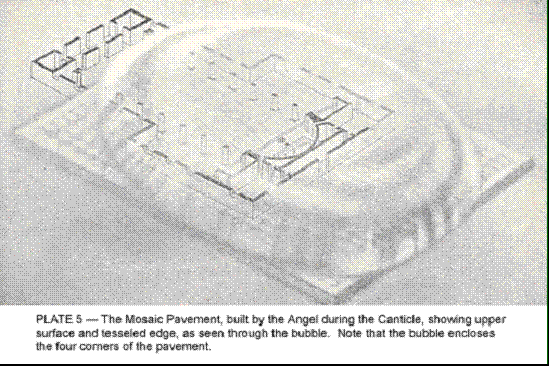 PLATE 5 — The Mosaic Pavement, built by the Angel during the Canticle, showing upper
surface and tesseled edge, as seen through the bubble.  Note that the bubble encloses
the four corners of the pavement.